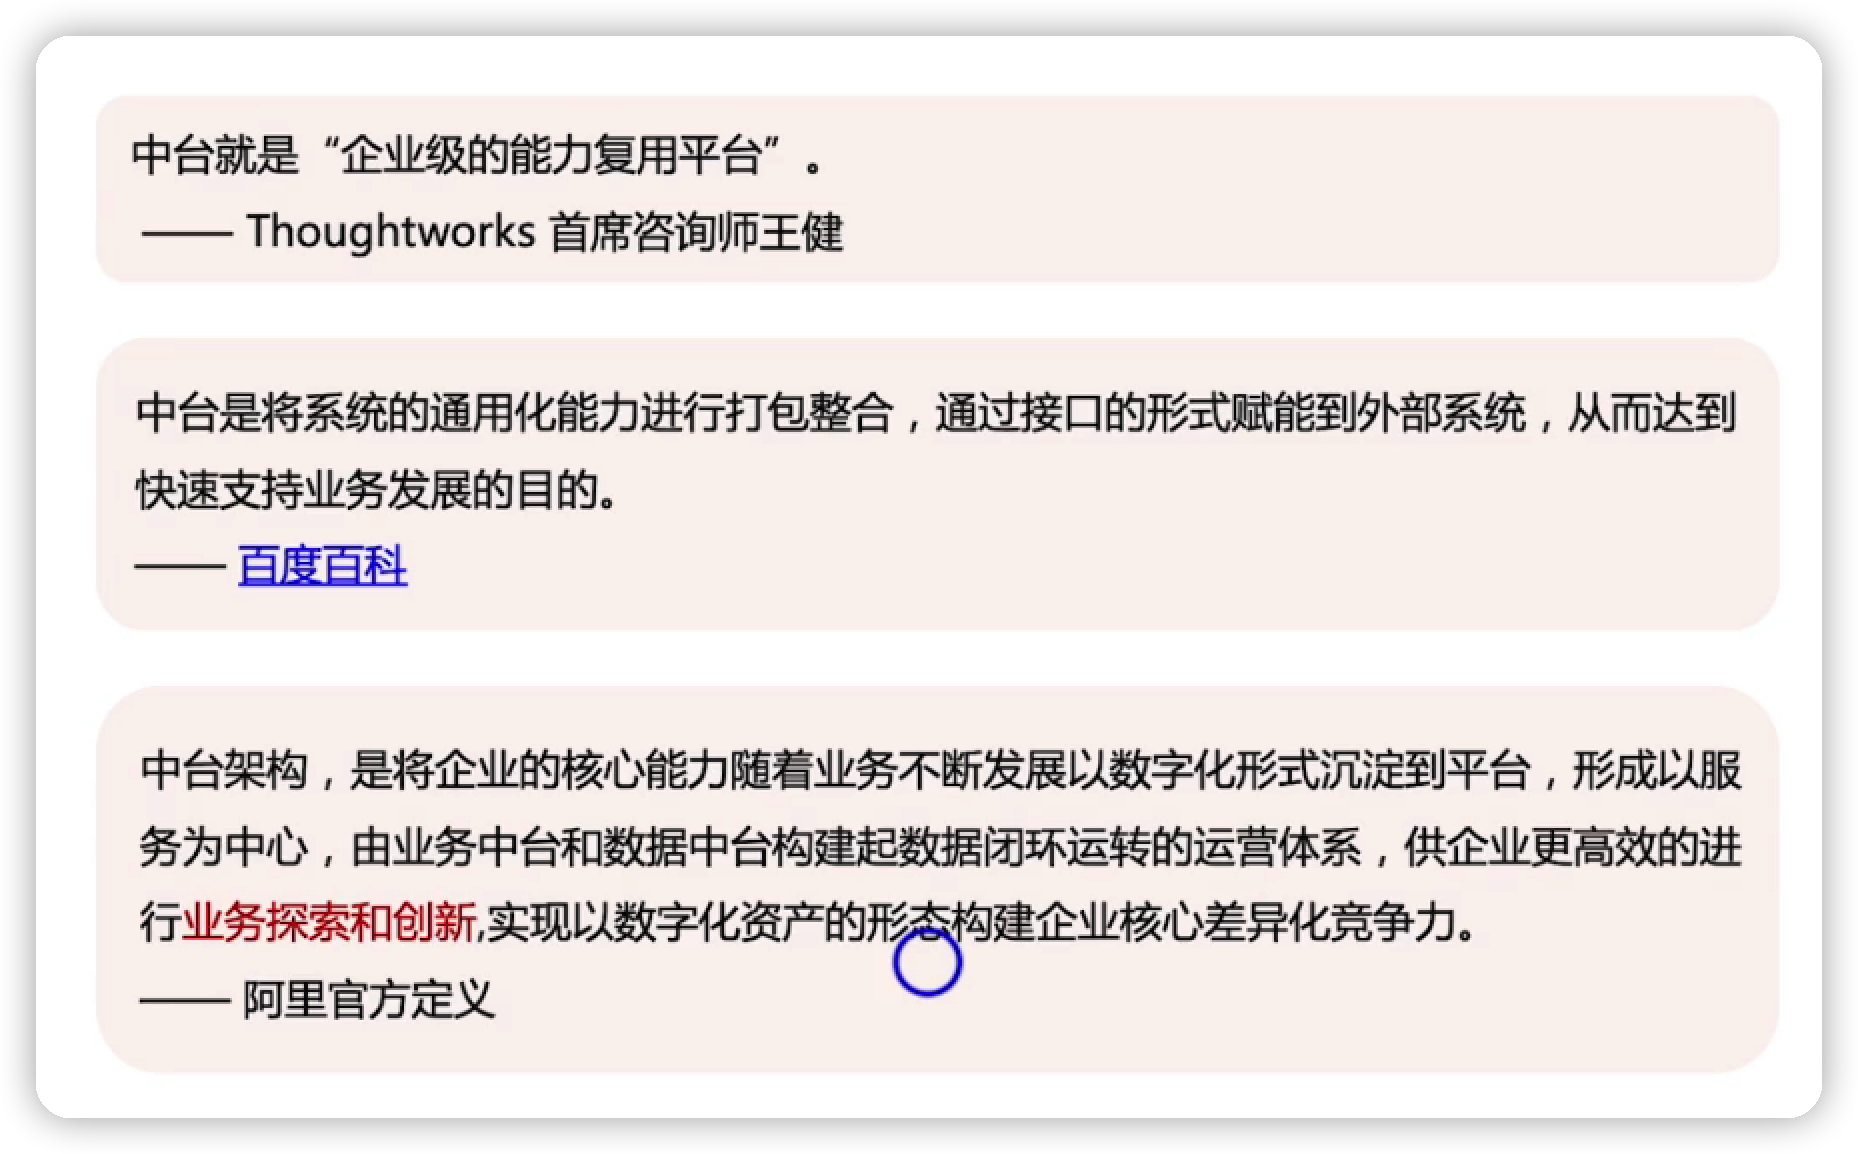 中台就是“企业级的能力复用平台”。
—— Thoughtworks 首席咨询师王健
中台是将系统的通用化能力进行打包整合，通过接口的形式赋能到外部系统，从而达到
快速支持业务发展的目的。
—— 百度百科
中台架构，是将企业的核心能力随着业务不断发展以数字化形式沉淀到平台，形成以服
务为中心，由业务中台和数据中台构建起数据闭环运转的运营体系，供企业更高效的进
行业务探索和创新,实现以数字化资产的形态构建企业核心差异化竞争力。
—— 阿里官方定义